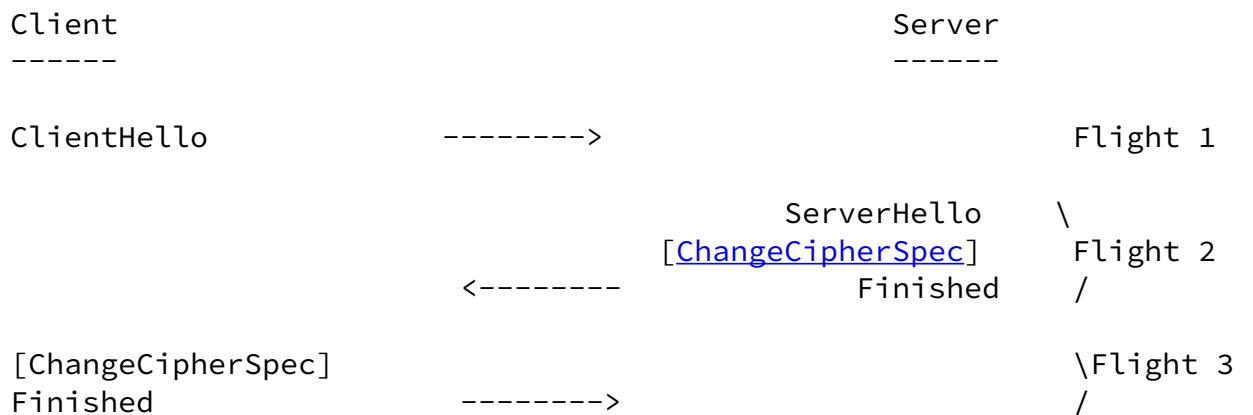 Client                                          Server
------                                          ------
ClientHello             -------->                           Flight 1
ServerHello    \
[ChangeCipherSpec]     Flight 2
<--------             Finished    /
[ChangeCipherSpec]                                          \Flight 3
Finished                 -------->                          /